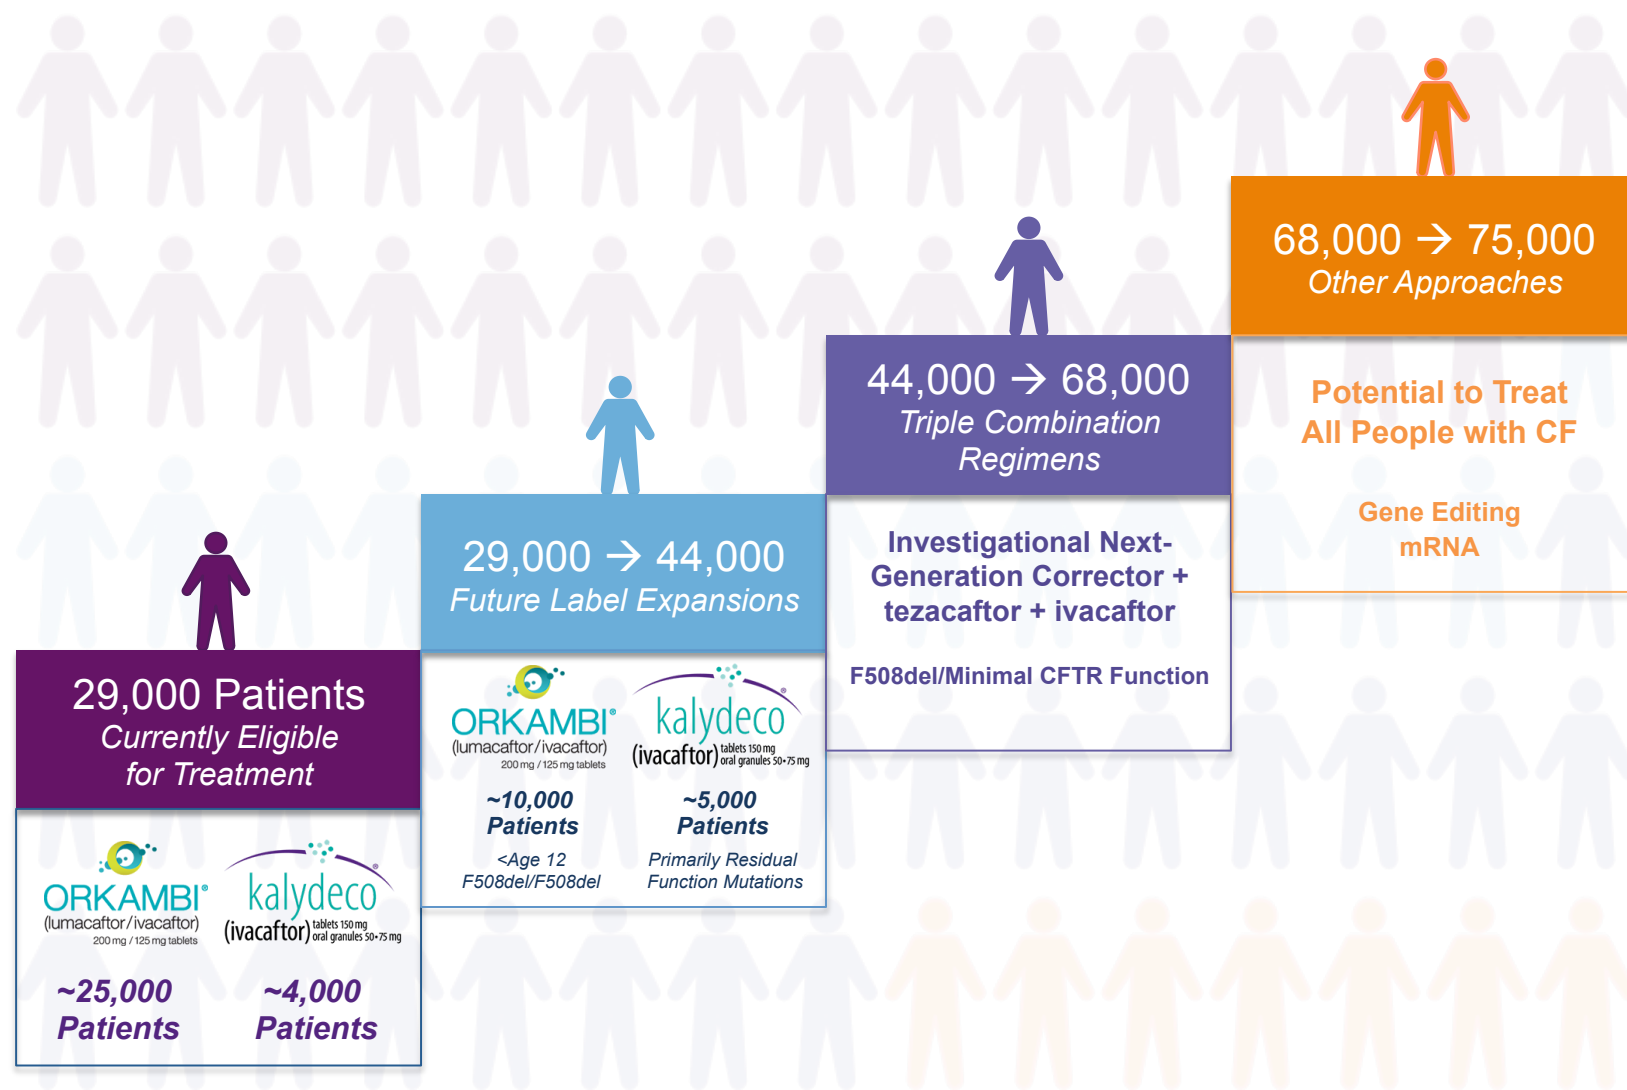 29,000 Patients
Currently Eligible
for Treatment
ORKAMBI®
(lumacaftor/ivacaftor)
200 mg / 125 mg tablets
~25,000
Patients
kalydeco®
(ivacaftor) tablets 150 mg
oral granules 50•75 mg
~4,000
Patients
29,000 → 44,000
Future Label Expansions
ORKAMBI®
(lumacaftor/ivacaftor)
200 mg / 125 mg tablets
~10,000
Patients
<Age 12
F508del/F508del
kalydeco®
(ivacaftor) tablets 150 mg
oral granules 50•75 mg
~5,000
Patients
Primarily Residual
Function Mutations
44,000 → 68,000
Triple Combination
Regimens
Investigational Next-
Generation Corrector +
tezacaftor + ivacaftor
F508del/Minimal CFTR Function
68,000 → 75,000
Other Approaches
Potential to Treat
All People with CF
Gene Editing
mRNA